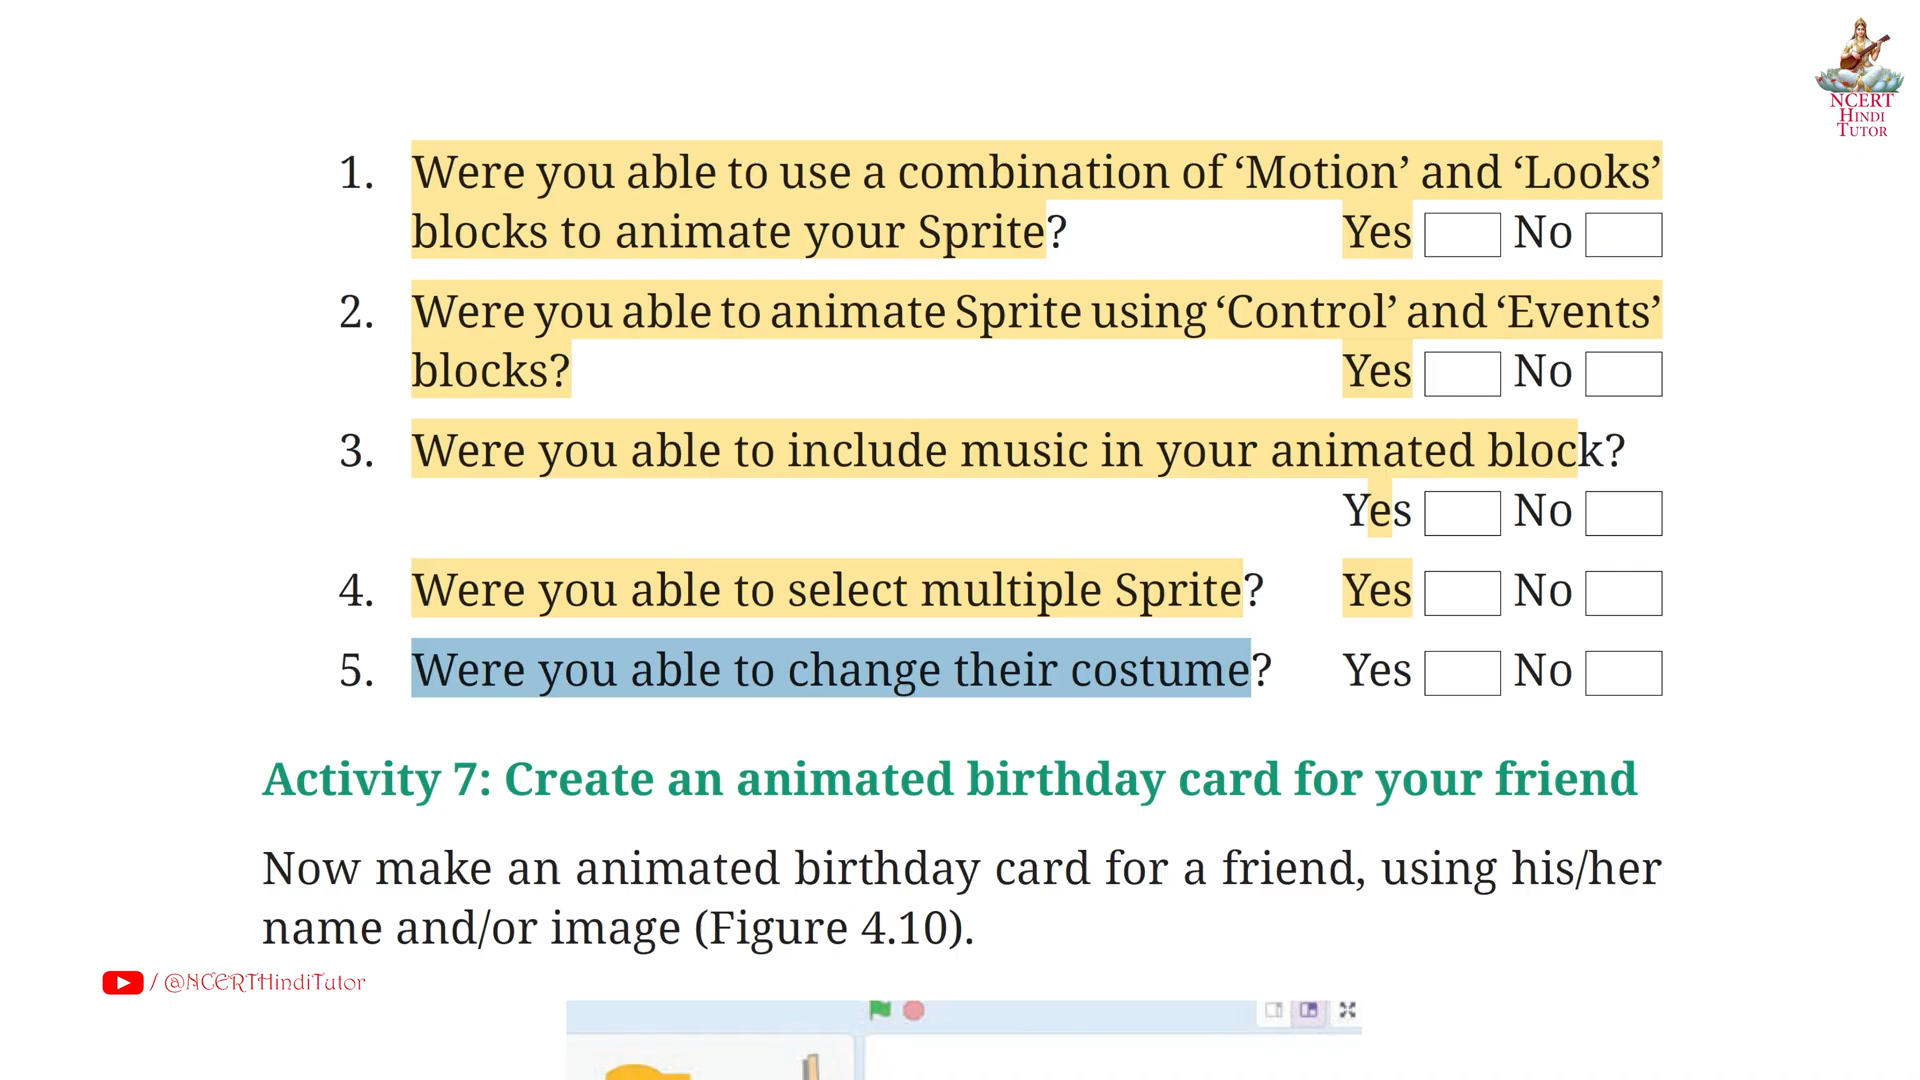 NCERT
HINDI
TUTOR
1. Were you able to use a combination of ‘Motion’ and ‘Looks’
blocks to animate your Sprite? Yes No
2. Were you able to animate Sprite using ‘Control’ and ‘Events’
blocks? Yes No
3. Were you able to include music in your animated block?
Yes No
4. Were you able to select multiple Sprite? Yes No
5. Were you able to change their costume? Yes No
Activity 7: Create an animated birthday card for your friend
Now make an animated birthday card for a friend, using his/her
name and/or image (Figure 4.10).
/ @NCERTHindiTutor